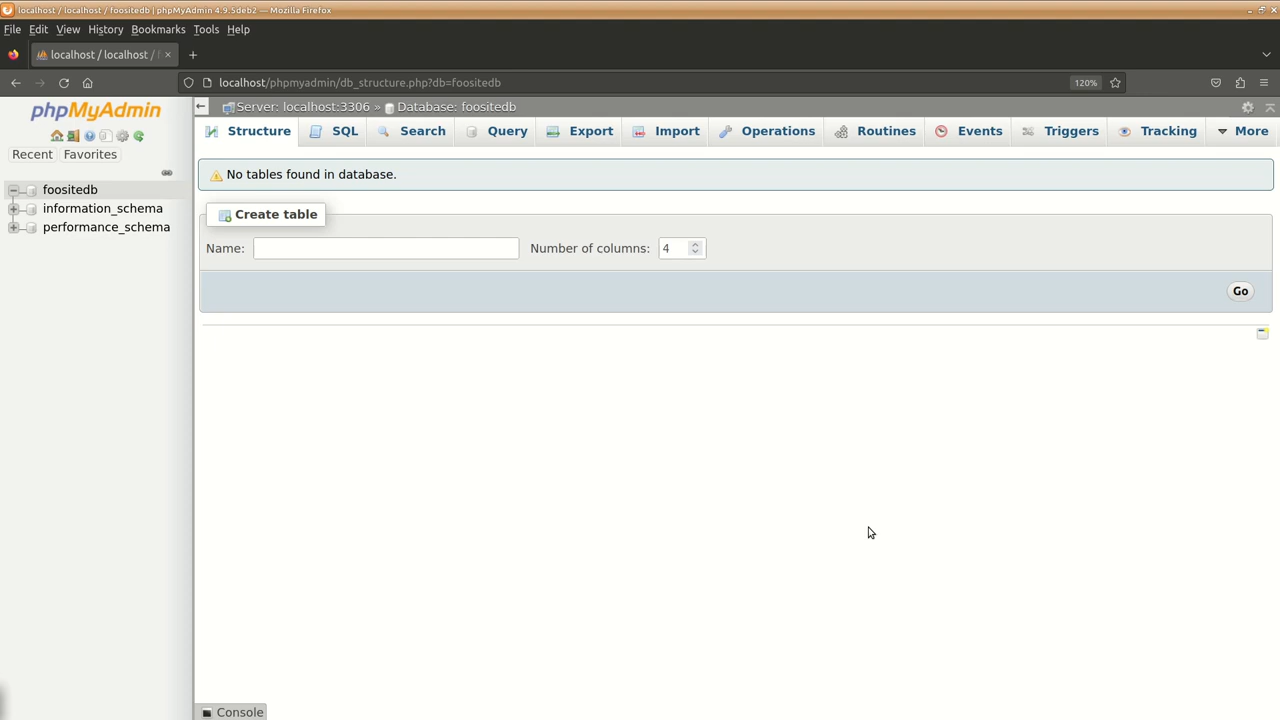 localhost / localhost / foositedb | phpMyAdmin 4.9.5deb2 — Mozilla Firefox
File Edit View History Bookmarks Tools Help
localhost / localhost / f
localhost/phpmyadmin/db_structure.php?db=foositedb 120%
phpMyAdmin
Server: localhost:3306 » Database: foositedb
Structure SQL Search Query Export Import Operations Routines Events Triggers Tracking More
Recent Favorites
No tables found in database.
foositedb
information_schema
performance_schema
Create table
Name: Number of columns: 4
Go
Console